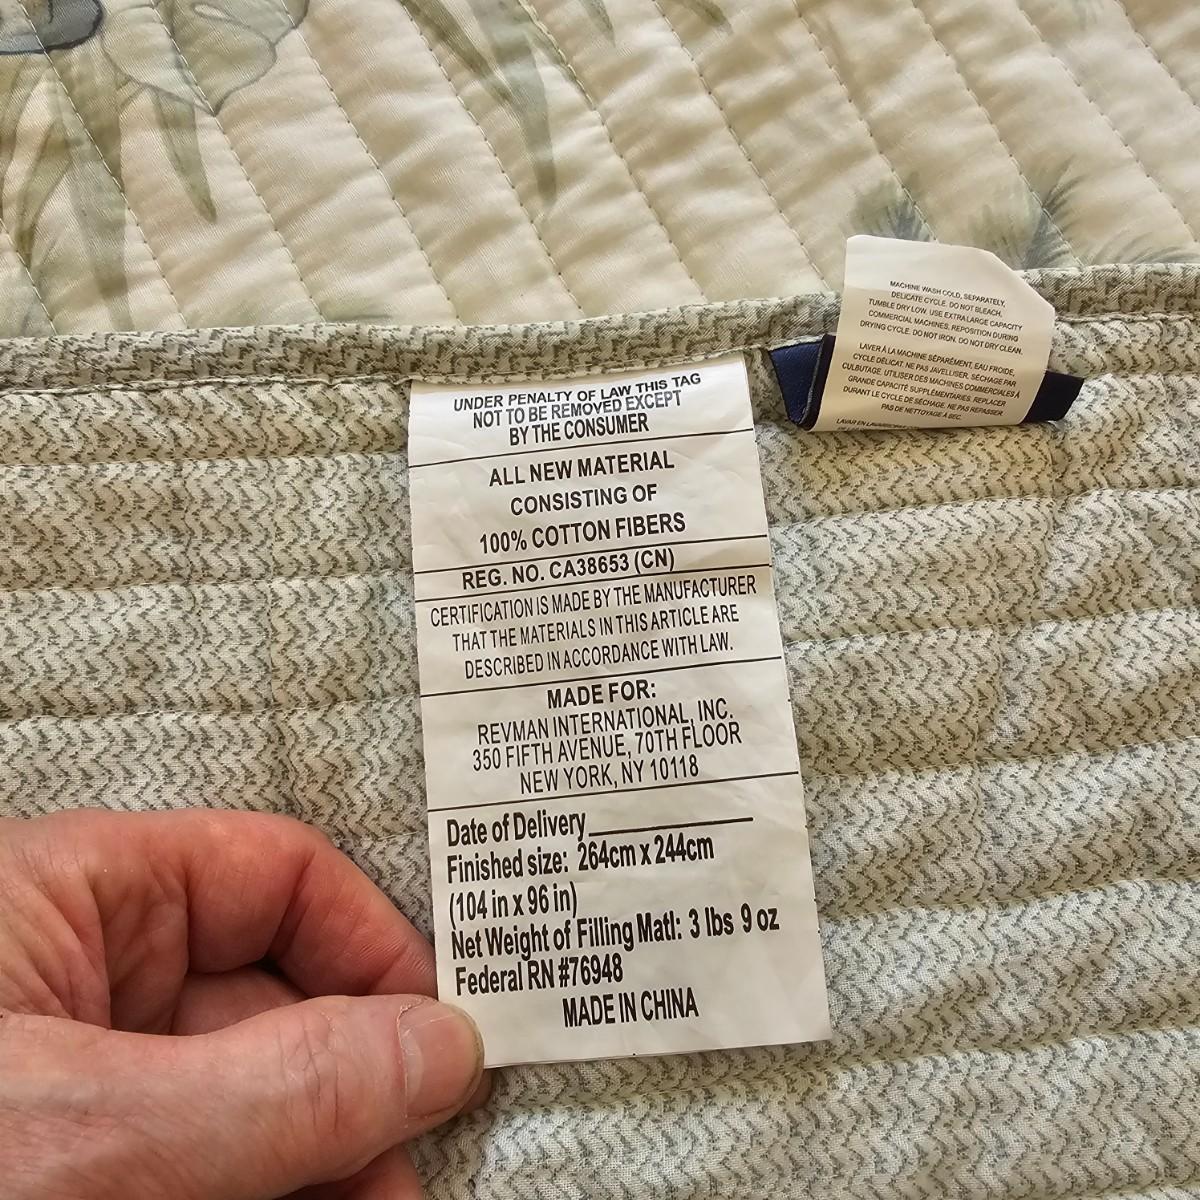 UNDER PENALTY OF LAW THIS TAG
NOT TO BE REMOVED EXCEPT
BY THE CONSUMER
ALL NEW MATERIAL
CONSISTING OF
100% COTTON FIBERS
REG. NO. CA38653 (CN)
CERTIFICATION IS MADE BY THE MANUFACTURER
THAT THE MATERIALS IN THIS ARTICLE ARE
DESCRIBED IN ACCORDANCE WITH LAW.
MADE FOR:
REVMAN INTERNATIONAL, INC.
350 FIFTH AVENUE, 70TH FLOOR
NEW YORK, NY 10118
Date of Delivery
Finished size: 264cm x 244cm
(104 in x 96 in)
Net Weight of Filling Matl: 3 lbs 9 oz
Federal RN #76948
MADE IN CHINA
MACHINE WASH COLD, SEPARATELY,
DELICATE CYCLE. DO NOT BLEACH.
TUMBLE DRY LOW. USE EXTRA LARGE CAPACITY
COMMERCIAL MACHINES. REPOSITION DURING
DRYING CYCLE. DO NOT IRON. DO NOT DRY CLEAN.
LAVER À LA MACHINE SÉPARÉMENT, EAU FROIDE,
CYCLE DÉLICAT. NE PAS JAVELLISER. SÉCHAGE PAR
CULBUTAGE. UTILISER DES MACHINES COMMERCIALES À
GRANDE CAPACITÉ SUPPLÉMENTAIRES. REPLACER
DURANT LE CYCLE DE SÉCHAGE. NE PAS REPASSER
PAS DE NETTOYAGE À SEC.
LAVAR EN